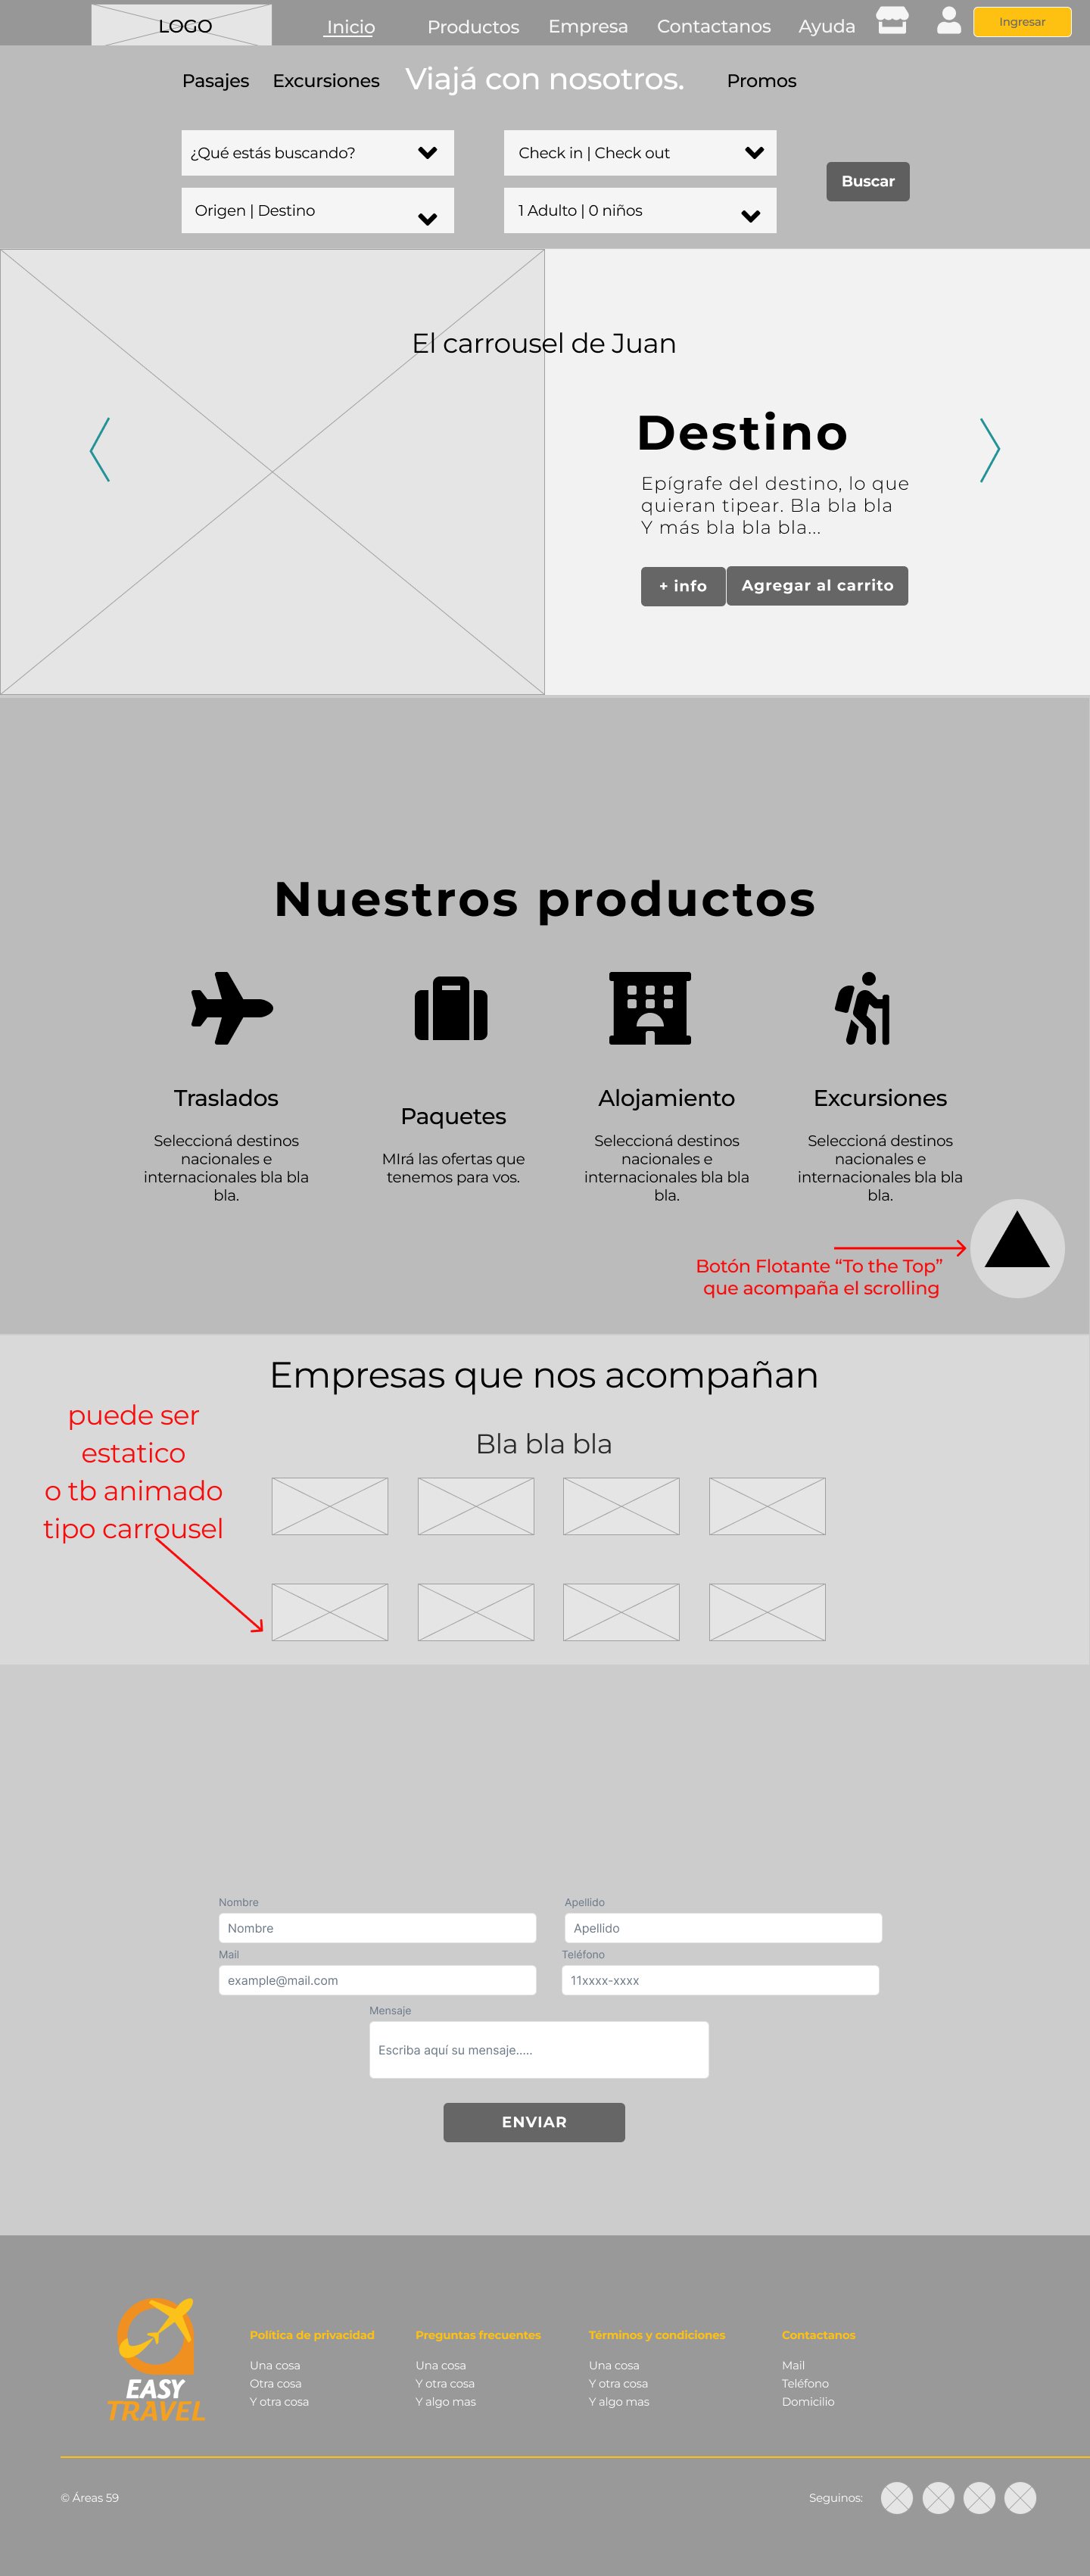 LOGO
Inicio
Productos
Empresa
Contactanos
Ayuda
Ingresar
Pasajes
Excursiones
Viajá con nosotros.
Promos
¿Qué estás buscando?
Check in | Check out
Buscar
Origen | Destino
1 Adulto | 0 niños
El carrousel de Juan
Destino
Epígrafe del destino, lo que
quieran tipear. Bla bla bla
Y más bla bla bla...
+ info
Agregar al carrito
Nuestros productos
Traslados
Seleccioná destinos
nacionales e
internacionales bla bla
bla.
Paquetes
MIrá las ofertas que
tenemos para vos.
Alojamiento
Seleccioná destinos
nacionales e
internacionales bla bla
bla.
Excursiones
Seleccioná destinos
nacionales e
internacionales bla bla
bla.
Botón Flotante “To the Top”
que acompaña el scrolling
Empresas que nos acompañan
puede ser
estatico
o tb animado
tipo carrousel
Bla bla bla
Nombre
Nombre
Apellido
Apellido
Mail
example@mail.com
Teléfono
11xxxx-xxxx
Mensaje
Escriba aquí su mensaje.....
ENVIAR
EASY
TRAVEL
Política de privacidad
Una cosa
Otra cosa
Y otra cosa
Preguntas frecuentes
Una cosa
Y otra cosa
Y algo mas
Términos y condiciones
Una cosa
Y otra cosa
Y algo mas
Contactanos
Mail
Teléfono
Domicilio
© Áreas 59
Seguinos: